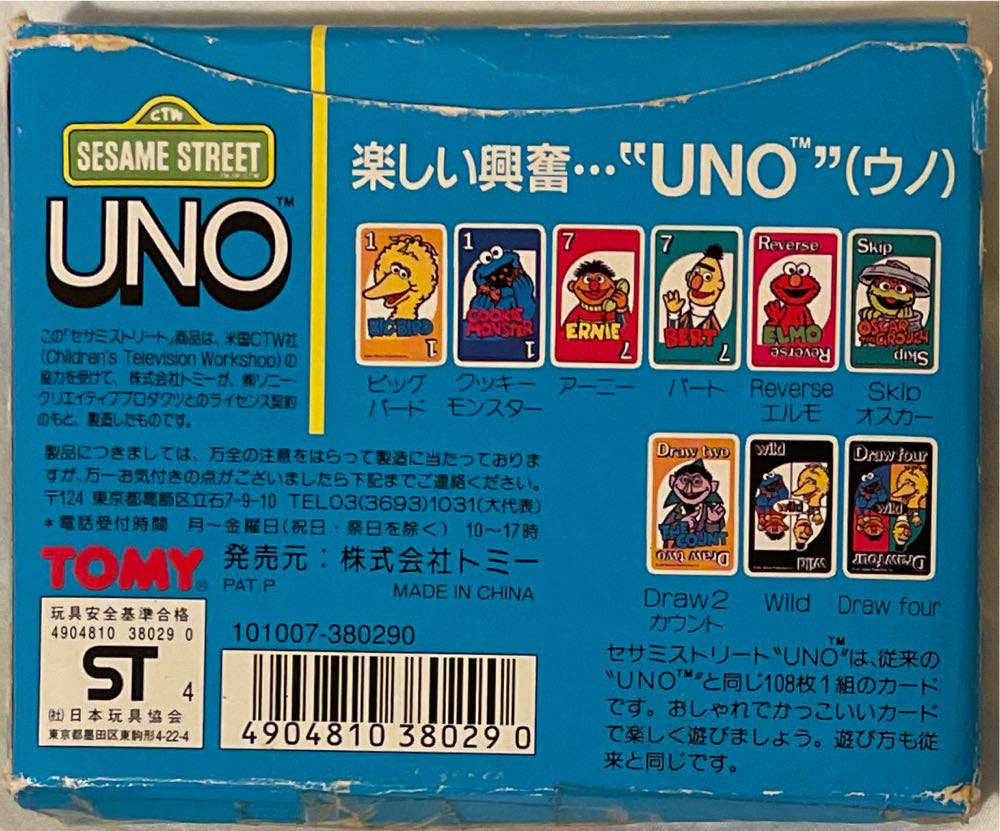 CTW
SESAME STREET
UNO™
楽しい興奮…“UNO™”(ウノ)
この「セサミストリート」商品は、米国CTW社
(Children's Television Workshop)の
協力を受けて、株式会社トミーが、㈱ソニー・
クリエイティブプロダクツとのライセンス契約
のもと、製造したものです。
1 BIG BIRD 1
1 COOKIE MONSTER 1
7 ERNIE 7
7 BERT 7
Reverse ELMO Reverse
Skip OSCAR THE GROUCH Skip
ビッグ
バード
クッキー
モンスター
アーニー
バート
Reverse
エルモ
Skip
オスカー
Draw two THE COUNT Draw two
wild wild wild
Draw four wild Draw four
Draw2
カウント
Wild
Draw four
製品につきましては、万全の注意をはらって製造に当たっておりま
すが、万一お気付きの点がございましたら下記までご連絡ください。
〒124 東京都葛飾区立石7-9-10 TEL03(3693)1031(大代表)
*電話受付時間 月〜金曜日(祝日・祭日を除く) 10〜17時
TOMY® 発売元:株式会社トミー
PAT.P. MADE IN CHINA
玩具安全基準合格
4904810 38029 0
ST 4
(社)日本玩具協会
東京都墨田区東駒形4-22-4
101007-380290
4904810 380290
セサミストリート“UNO™”は、従来の
“UNO™”と同じ108枚1組のカード
です。おしゃれでかっこいいカード
で楽しく遊びましょう。遊び方も従
来と同じです。